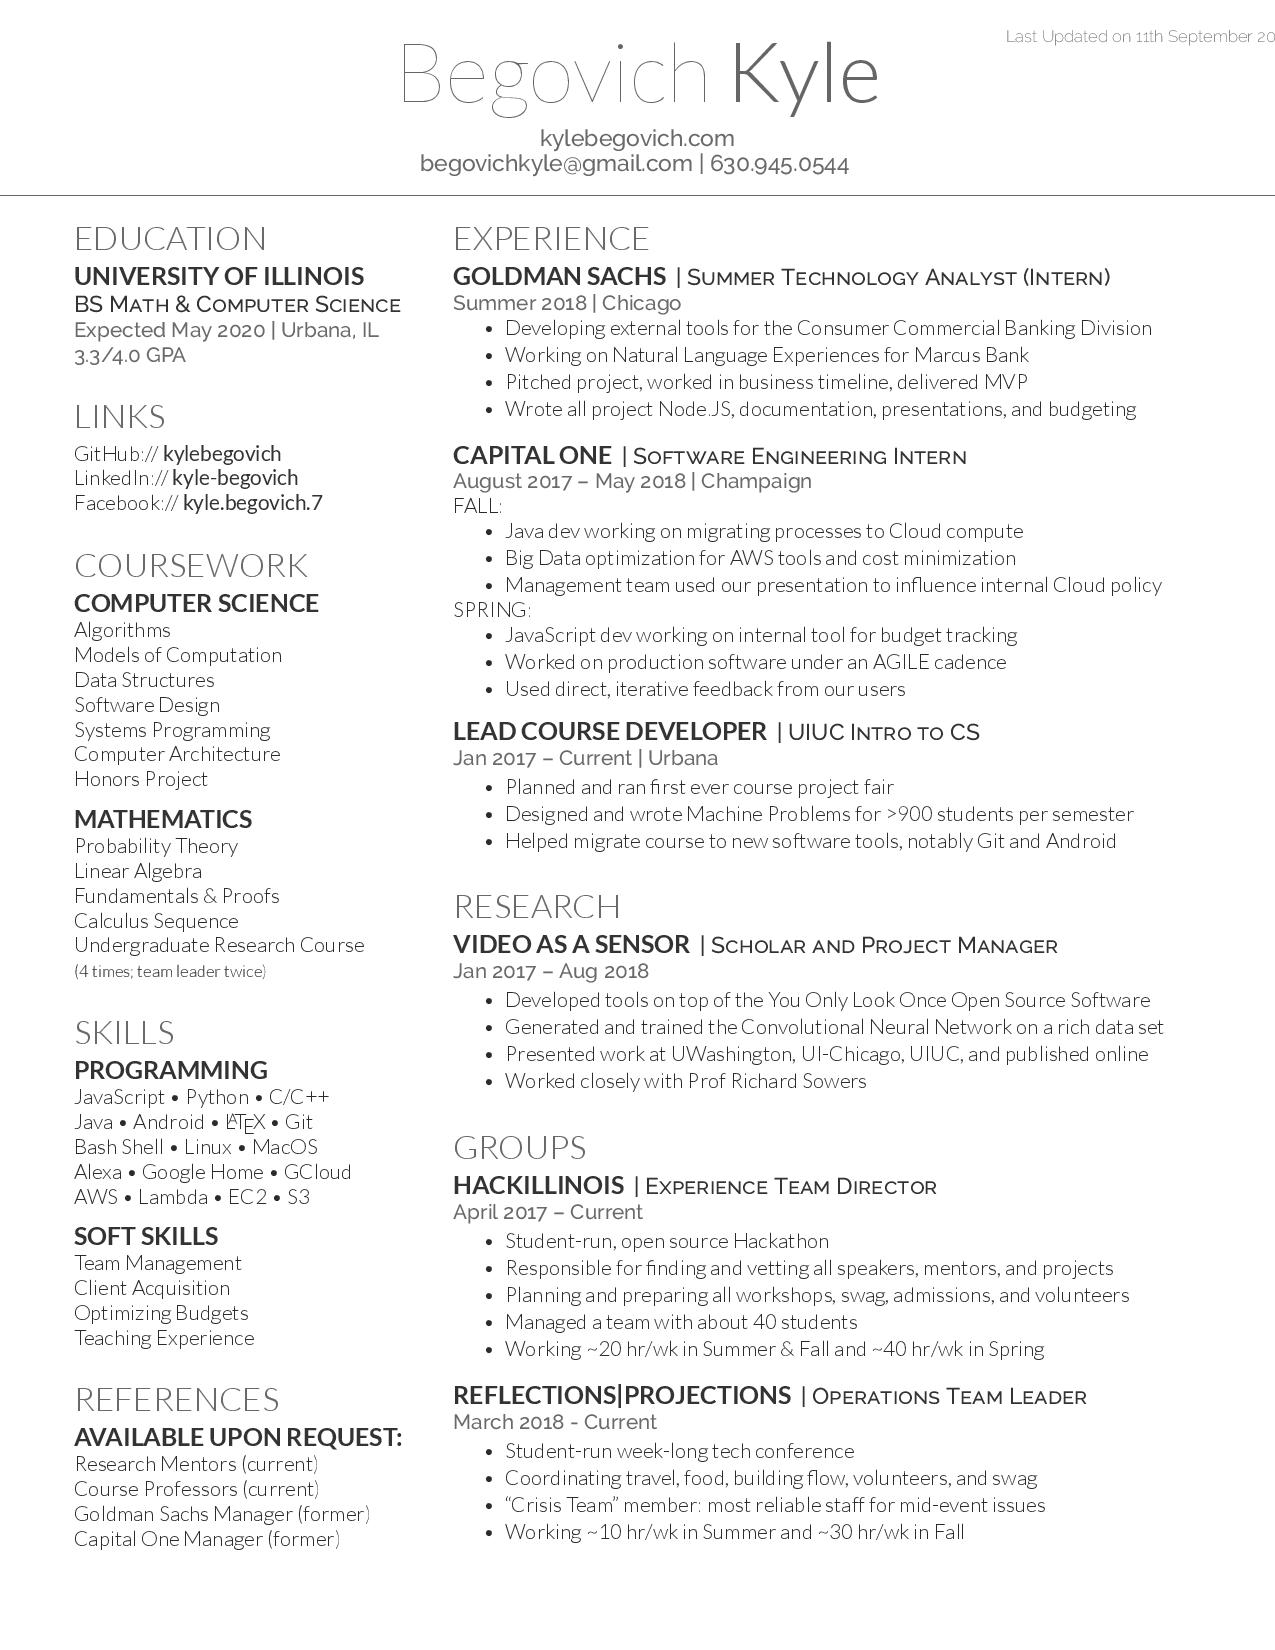 Last Updated on 11th September 20
Begovich Kyle
kylebegovich.com
begovichkyle@gmail.com | 630.945.0544
EDUCATION
UNIVERSITY OF ILLINOIS
BS Math & Computer Science
Expected May 2020 | Urbana, IL
3.3/4.0 GPA
LINKS
GitHub:// kylebegovich
LinkedIn:// kyle-begovich
Facebook:// kyle.begovich.7
COURSEWORK
COMPUTER SCIENCE
Algorithms
Models of Computation
Data Structures
Software Design
Systems Programming
Computer Architecture
Honors Project
MATHEMATICS
Probability Theory
Linear Algebra
Fundamentals & Proofs
Calculus Sequence
Undergraduate Research Course
(4 times; team leader twice)
SKILLS
PROGRAMMING
JavaScript • Python • C/C++
Java • Android • LATEX • Git
Bash Shell • Linux • MacOS
Alexa • Google Home • GCloud
AWS • Lambda • EC2 • S3
SOFT SKILLS
Team Management
Client Acquisition
Optimizing Budgets
Teaching Experience
REFERENCES
AVAILABLE UPON REQUEST:
Research Mentors (current)
Course Professors (current)
Goldman Sachs Manager (former)
Capital One Manager (former)
EXPERIENCE
GOLDMAN SACHS | Summer Technology Analyst (Intern)
Summer 2018 | Chicago
• Developing external tools for the Consumer Commercial Banking Division
• Working on Natural Language Experiences for Marcus Bank
• Pitched project, worked in business timeline, delivered MVP
• Wrote all project Node.JS, documentation, presentations, and budgeting
CAPITAL ONE | Software Engineering Intern
August 2017 – May 2018 | Champaign
FALL:
• Java dev working on migrating processes to Cloud compute
• Big Data optimization for AWS tools and cost minimization
• Management team used our presentation to influence internal Cloud policy
SPRING:
• JavaScript dev working on internal tool for budget tracking
• Worked on production software under an AGILE cadence
• Used direct, iterative feedback from our users
LEAD COURSE DEVELOPER | UIUC Intro to CS
Jan 2017 – Current | Urbana
• Planned and ran first ever course project fair
• Designed and wrote Machine Problems for >900 students per semester
• Helped migrate course to new software tools, notably Git and Android
RESEARCH
VIDEO AS A SENSOR | Scholar and Project Manager
Jan 2017 – Aug 2018
• Developed tools on top of the You Only Look Once Open Source Software
• Generated and trained the Convolutional Neural Network on a rich data set
• Presented work at UWashington, UI-Chicago, UIUC, and published online
• Worked closely with Prof Richard Sowers
GROUPS
HACKILLINOIS | Experience Team Director
April 2017 – Current
• Student-run, open source Hackathon
• Responsible for finding and vetting all speakers, mentors, and projects
• Planning and preparing all workshops, swag, admissions, and volunteers
• Managed a team with about 40 students
• Working ~20 hr/wk in Summer & Fall and ~40 hr/wk in Spring
REFLECTIONS|PROJECTIONS | Operations Team Leader
March 2018 - Current
• Student-run week-long tech conference
• Coordinating travel, food, building flow, volunteers, and swag
• “Crisis Team” member: most reliable staff for mid-event issues
• Working ~10 hr/wk in Summer and ~30 hr/wk in Fall